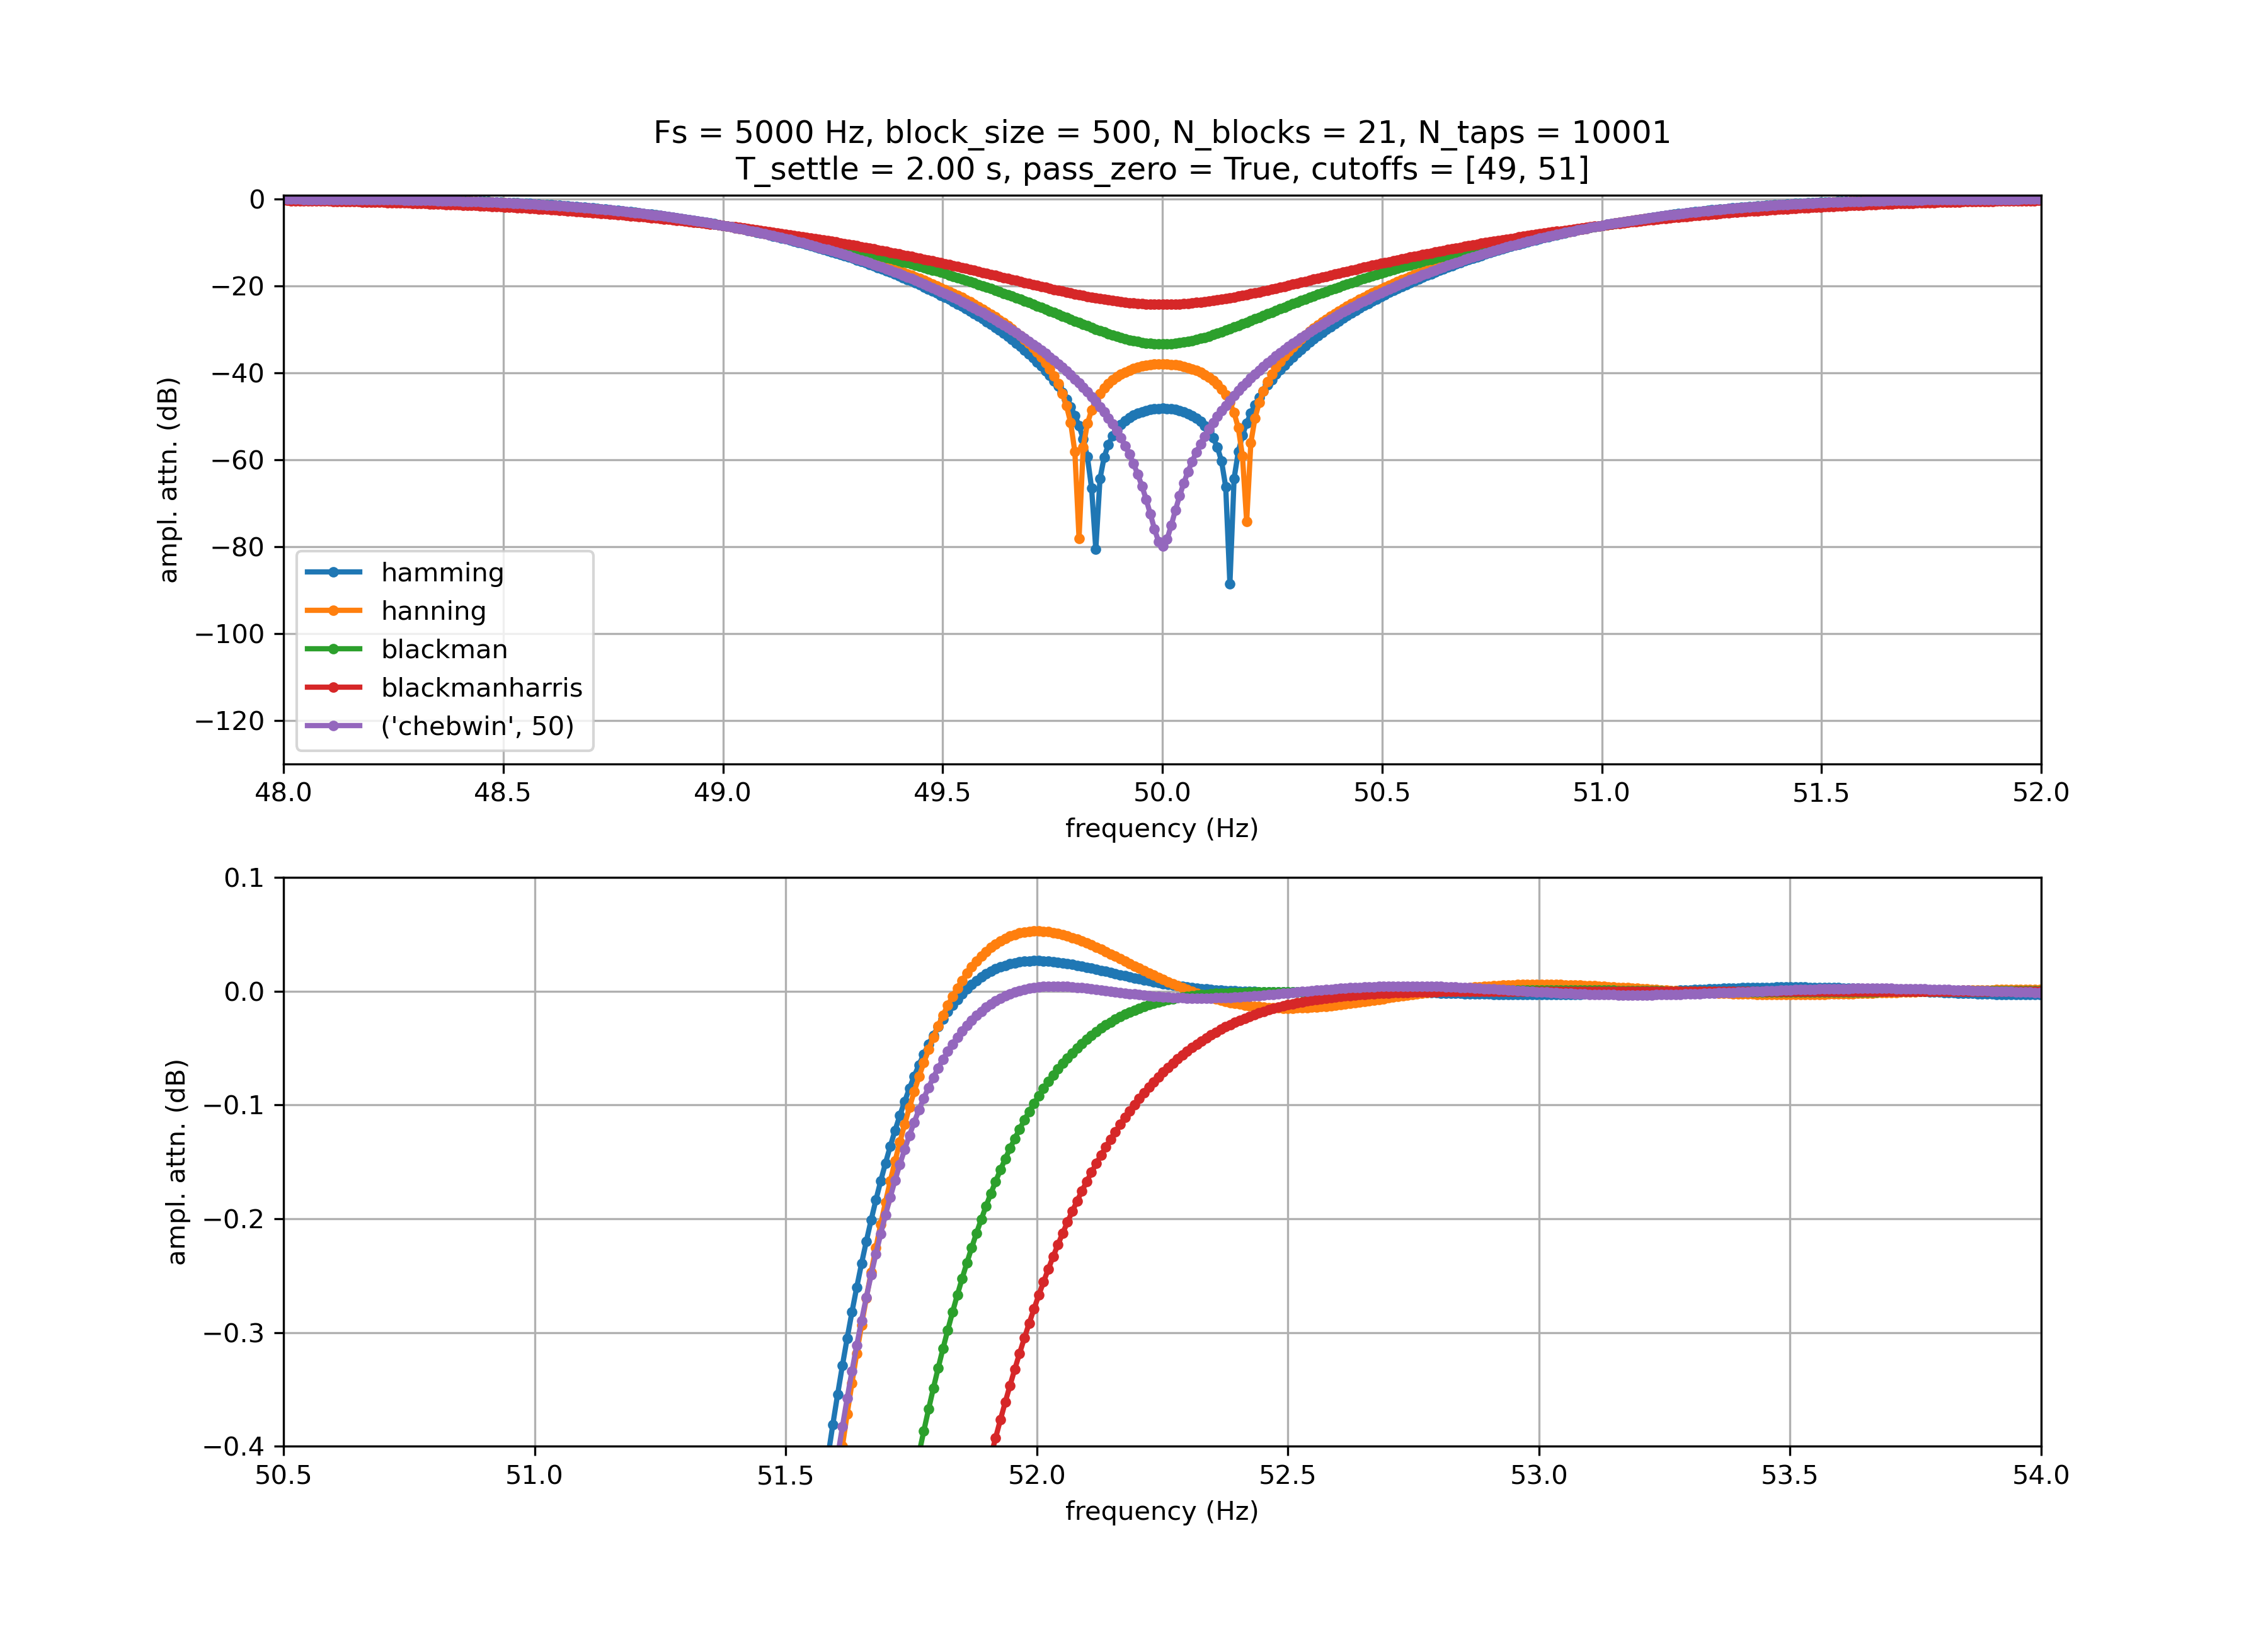 Fs = 5000 Hz, block_size = 500, N_blocks = 21, N_taps = 10001
T_settle = 2.00 s, pass_zero = True, cutoffs = [49, 51]
0
−20
−40
−60
−80
−100
−120
ampl. attn. (dB)
hamming
hanning
blackman
blackmanharris
('chebwin', 50)
48.0 48.5 49.0 49.5 50.0 50.5 51.0 51.5 52.0
frequency (Hz)
0.1
0.0
−0.1
−0.2
−0.3
−0.4
ampl. attn. (dB)
50.5 51.0 51.5 52.0 52.5 53.0 53.5 54.0
frequency (Hz)